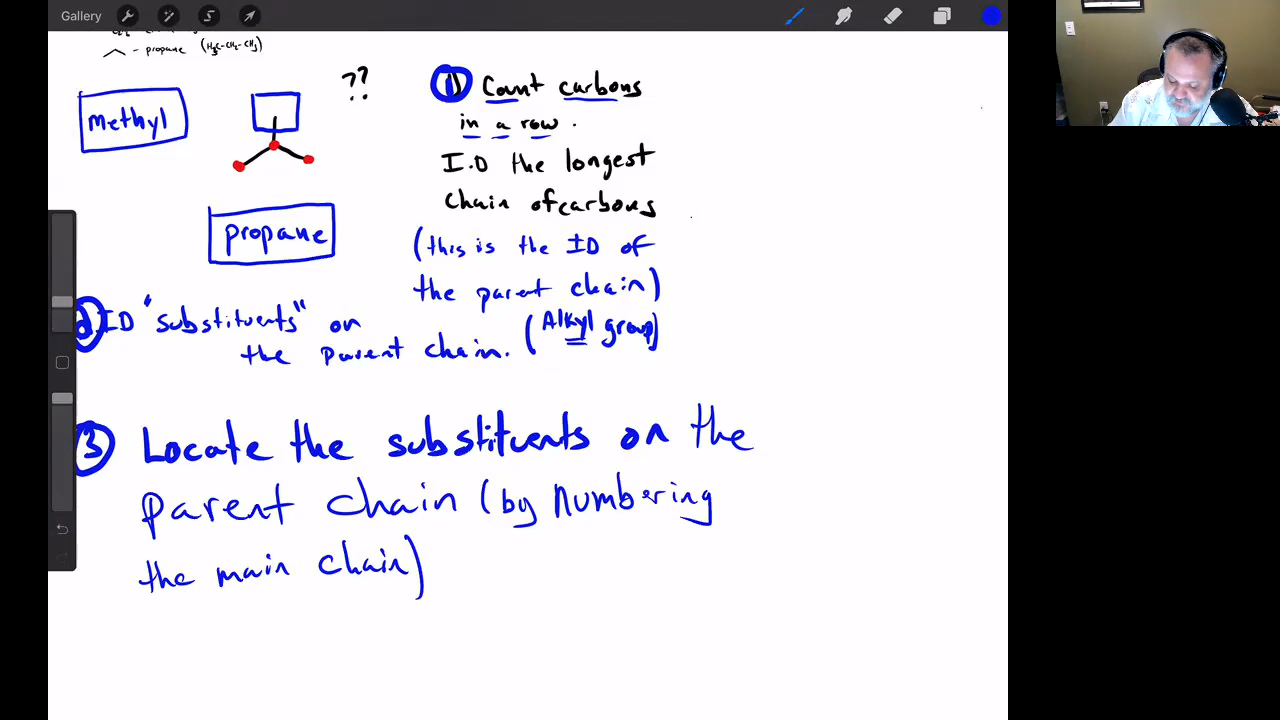 Gallery
- propane (H3C-CH2-CH3)
methyl
??
1) Count carbons
in a row.
I.D the longest
chain of carbons
propane
(this is the ID of
the parent chain)
2 ID "substituents" on
the parent chain. (Alkyl group)
3 Locate the substituents on the
parent chain (by numbering
the main chain)